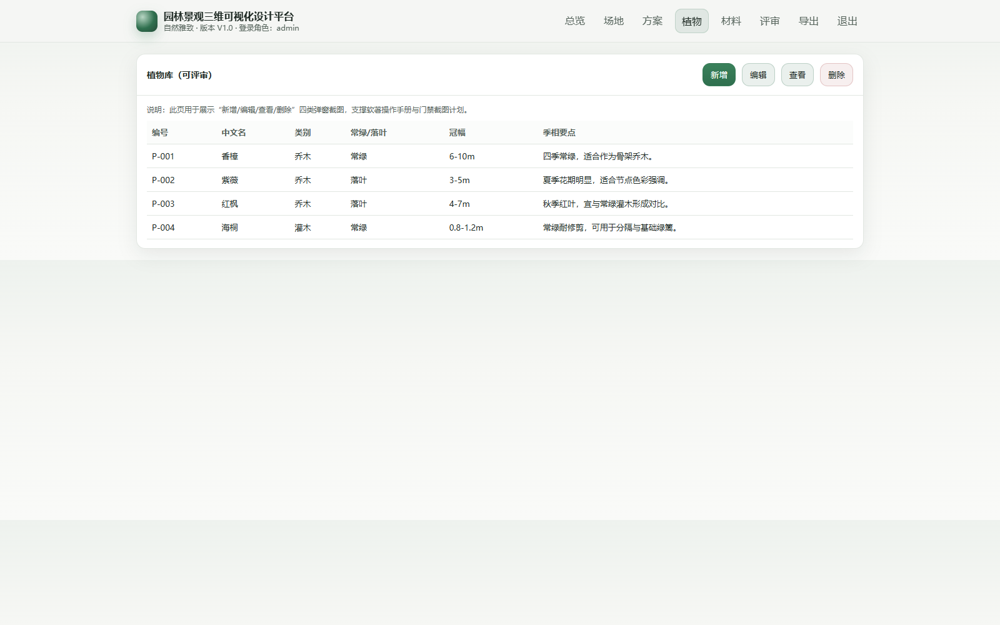 园林景观三维可视化设计平台
自然雅致 · 版本 V1.0 · 登录角色：admin
总览 场地 方案 植物 材料 评审 导出 退出
植物库（可评审）
新增 编辑 查看 删除
说明：此页用于展示“新增/编辑/查看/删除”四类弹窗截图，支撑软著操作手册与门禁截图计划。
编号 中文名 类别 常绿/落叶 冠幅 季相要点
P-001 香樟 乔木 常绿 6-10m 四季常绿，适合作为骨架乔木。
P-002 紫薇 乔木 落叶 3-5m 夏季花期明显，适合节点色彩强调。
P-003 红枫 乔木 落叶 4-7m 秋季红叶，宜与常绿灌木形成对比。
P-004 海桐 灌木 常绿 0.8-1.2m 常绿耐修剪，可用于分隔与基础绿篱。